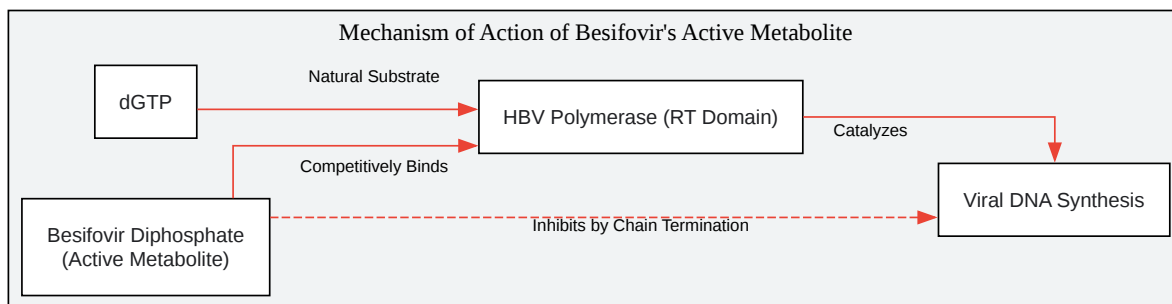 Mechanism of Action of Besifovir's Active Metabolite
dGTP
Natural Substrate
HBV Polymerase (RT Domain)
Catalyzes
Competitively Binds
Viral DNA Synthesis
Besifovir Diphosphate
(Active Metabolite)
Inhibits by Chain Termination